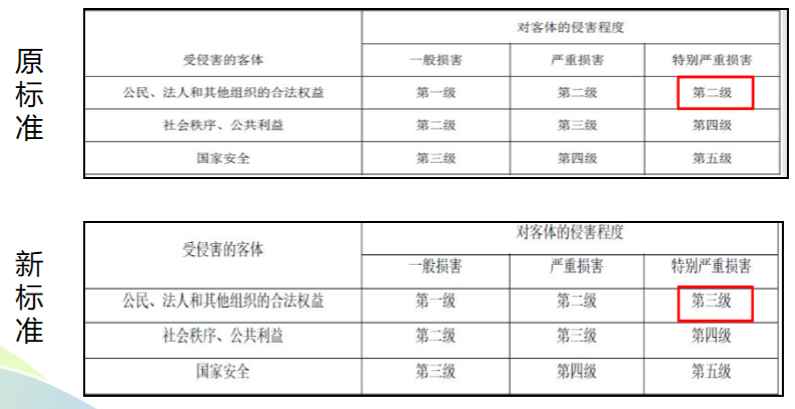 原标准
对客体的侵害程度
受侵害的客体 一般损害 严重损害 特别严重损害
公民、法人和其他组织的合法权益 第一级 第二级 第二级
社会秩序、公共利益 第二级 第三级 第四级
国家安全 第三级 第四级 第五级
新标准
对客体的侵害程度
受侵害的客体
一般损害 严重损害 特别严重损害
公民、法人和其他组织的合法权益 第一级 第二级 第三级
社会秩序、公共利益 第二级 第三级 第四级
国家安全 第三级 第四级 第五级